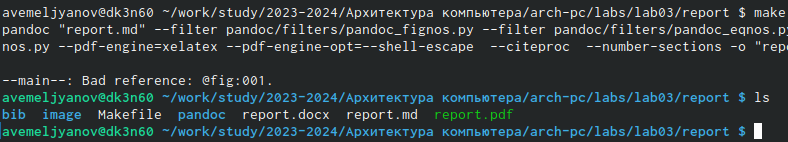 avemeljyanov@dk3n60 ~/work/study/2023-2024/Архитектура компьютера/arch-pc/labs/lab03/report $ make
pandoc "report.md" --filter pandoc/filters/pandoc_fignos.py --filter pandoc/filters/pandoc_eqnos.p
nos.py --pdf-engine=xelatex --pdf-engine-opt=--shell-escape  --citeproc  --number-sections -o "repo
--main--: Bad reference: @fig:001.
avemeljyanov@dk3n60 ~/work/study/2023-2024/Архитектура компьютера/arch-pc/labs/lab03/report $ ls
bib  image  Makefile  pandoc  report.docx  report.md  report.pdf
avemeljyanov@dk3n60 ~/work/study/2023-2024/Архитектура компьютера/arch-pc/labs/lab03/report $